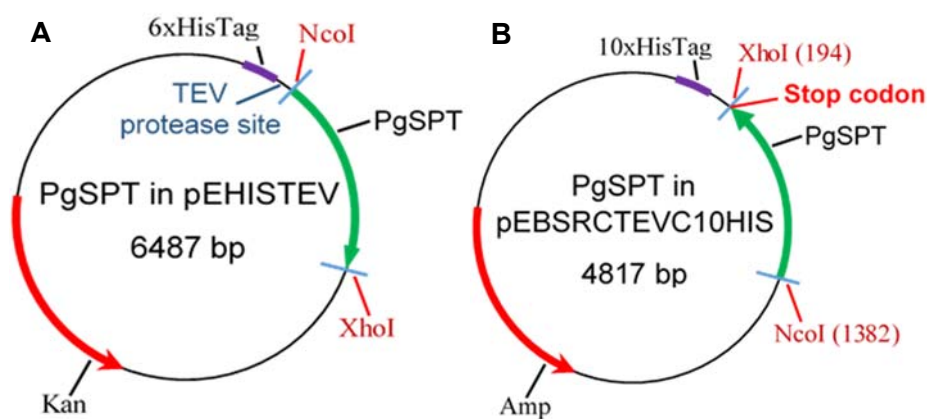 A
6xHisTag
NcoI
TEV
protease site
PgSPT
PgSPT in pEHISTEV
6487 bp
XhoI
Kan
B
10xHisTag
XhoI (194)
Stop codon
PgSPT
PgSPT in
pEBSRCTEVC10HIS
4817 bp
NcoI (1382)
Amp